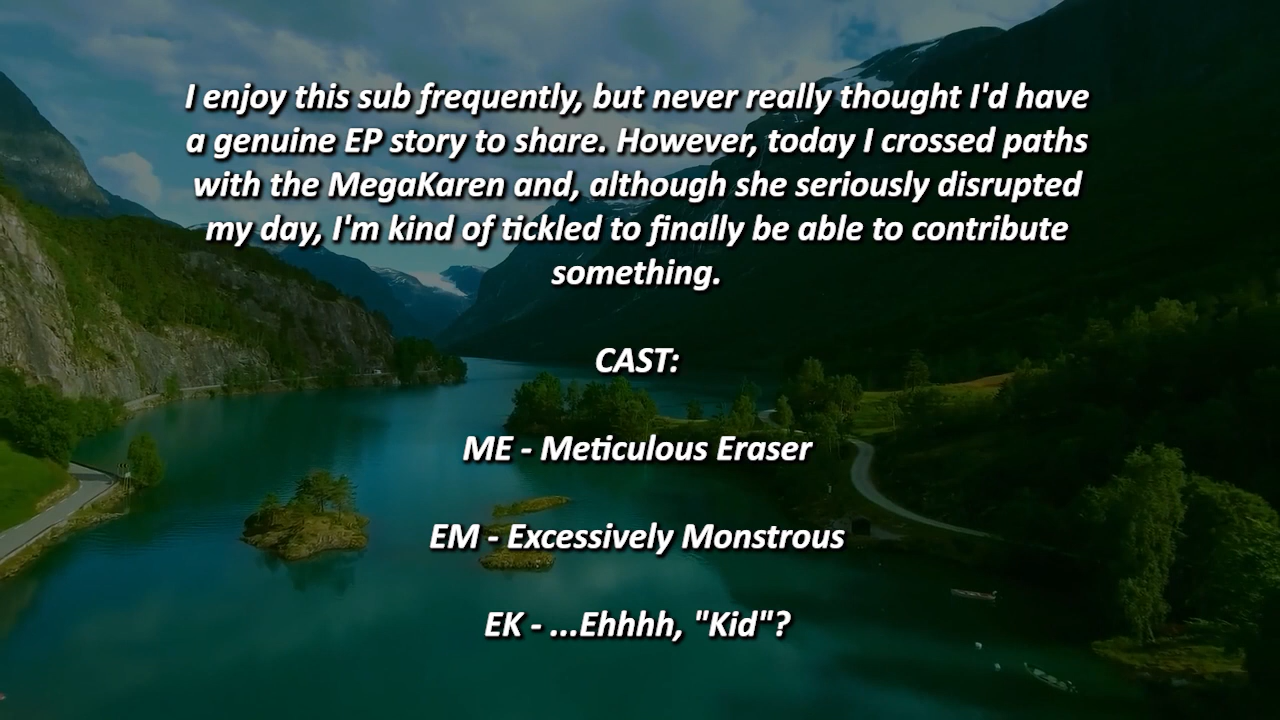 I enjoy this sub frequently, but never really thought I'd have
a genuine EP story to share. However, today I crossed paths
with the MegaKaren and, although she seriously disrupted
my day, I'm kind of tickled to finally be able to contribute
something.
CAST:
ME - Meticulous Eraser
EM - Excessively Monstrous
EK - ...Ehhhh, "Kid"?